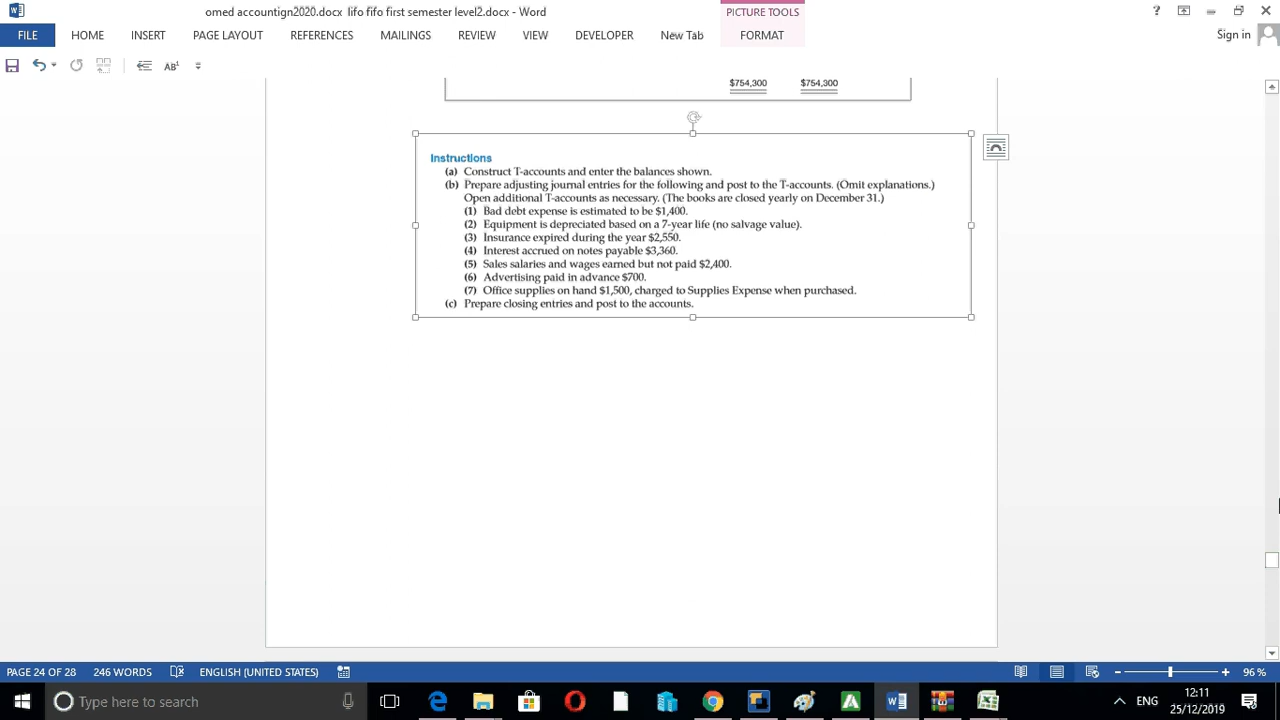 omed accountign2020.docx lifo fifo first semester level2.docx - Word
PICTURE TOOLS
?
FILE
HOME
INSERT
PAGE LAYOUT
REFERENCES
MAILINGS
REVIEW
VIEW
DEVELOPER
New Tab
FORMAT
Sign in
AB¹
$754,300 $754,300
Instructions
(a) Construct T-accounts and enter the balances shown.
(b) Prepare adjusting journal entries for the following and post to the T-accounts. (Omit explanations.)
Open additional T-accounts as necessary. (The books are closed yearly on December 31.)
(1) Bad debt expense is estimated to be $1,400.
(2) Equipment is depreciated based on a 7-year life (no salvage value).
(3) Insurance expired during the year $2,550.
(4) Interest accrued on notes payable $3,360.
(5) Sales salaries and wages earned but not paid $2,400.
(6) Advertising paid in advance $700.
(7) Office supplies on hand $1,500, charged to Supplies Expense when purchased.
(c) Prepare closing entries and post to the accounts.
PAGE 24 OF 28
246 WORDS
ENGLISH (UNITED STATES)
96 %
Type here to search
ENG
12:11
25/12/2019